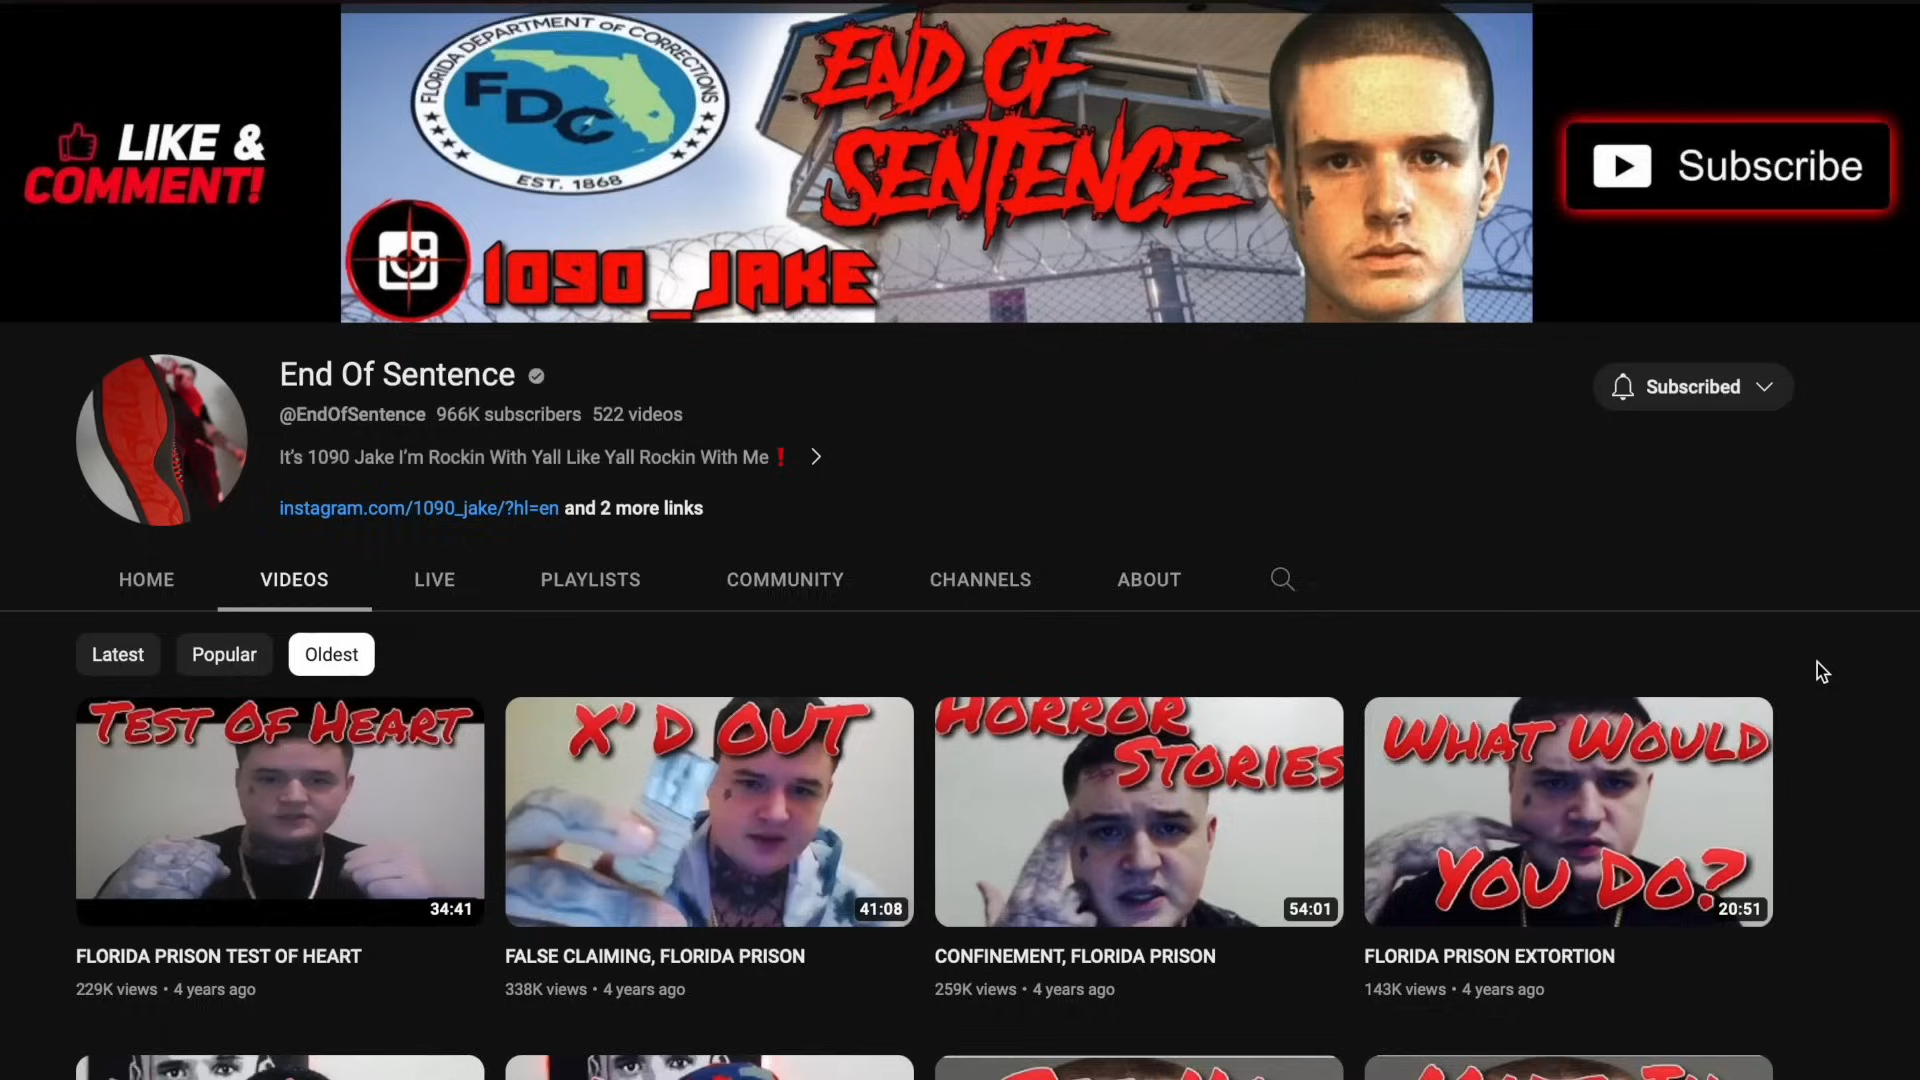 LIKE &
COMMENT!
FLORIDA DEPARTMENT OF CORRECTIONS
FDC
EST. 1868
END OF
SENTENCE
1090_JAKE
Subscribe
End Of Sentence
@EndOfSentence 966K subscribers 522 videos
It's 1090 Jake I'm Rockin With Yall Like Yall Rockin With Me❗
instagram.com/1090_jake/?hl=en and 2 more links
Subscribed
HOME VIDEOS LIVE PLAYLISTS COMMUNITY CHANNELS ABOUT
Latest Popular Oldest
TEST OF HEART
34:41
X'D OUT
41:08
HORROR
STORIES
54:01
WHAT WOULD
YOU DO?
20:51
FLORIDA PRISON TEST OF HEART
229K views • 4 years ago
FALSE CLAIMING, FLORIDA PRISON
338K views • 4 years ago
CONFINEMENT, FLORIDA PRISON
259K views • 4 years ago
FLORIDA PRISON EXTORTION
143K views • 4 years ago